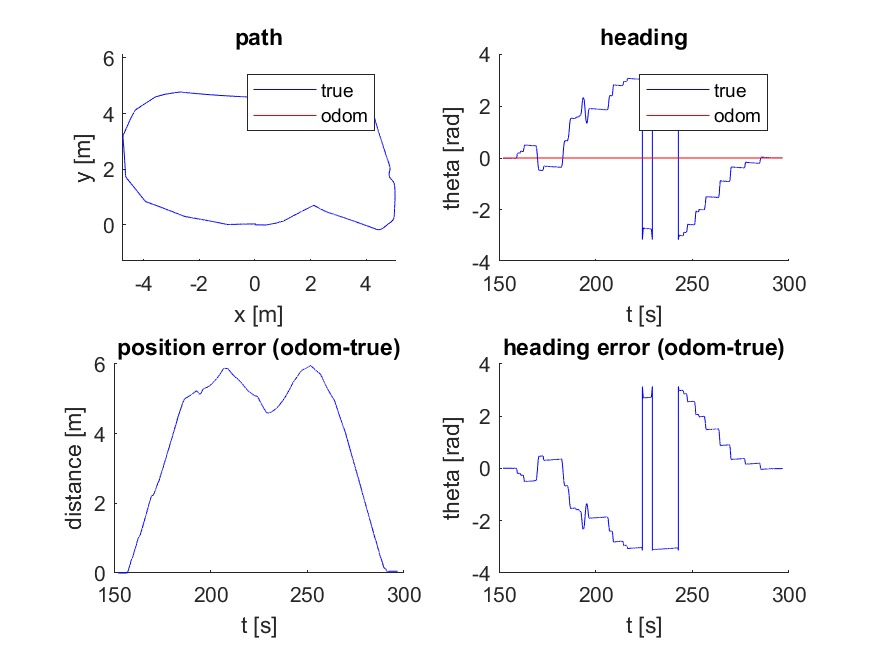 path
6
4
2
0
y [m]
true
odom
-4
-2
0
2
4
x [m]
heading
4
2
0
-2
-4
theta [rad]
true
odom
150
200
250
300
t [s]
position error (odom-true)
6
4
2
0
distance [m]
150
200
250
300
t [s]
heading error (odom-true)
4
2
0
-2
-4
theta [rad]
150
200
250
300
t [s]